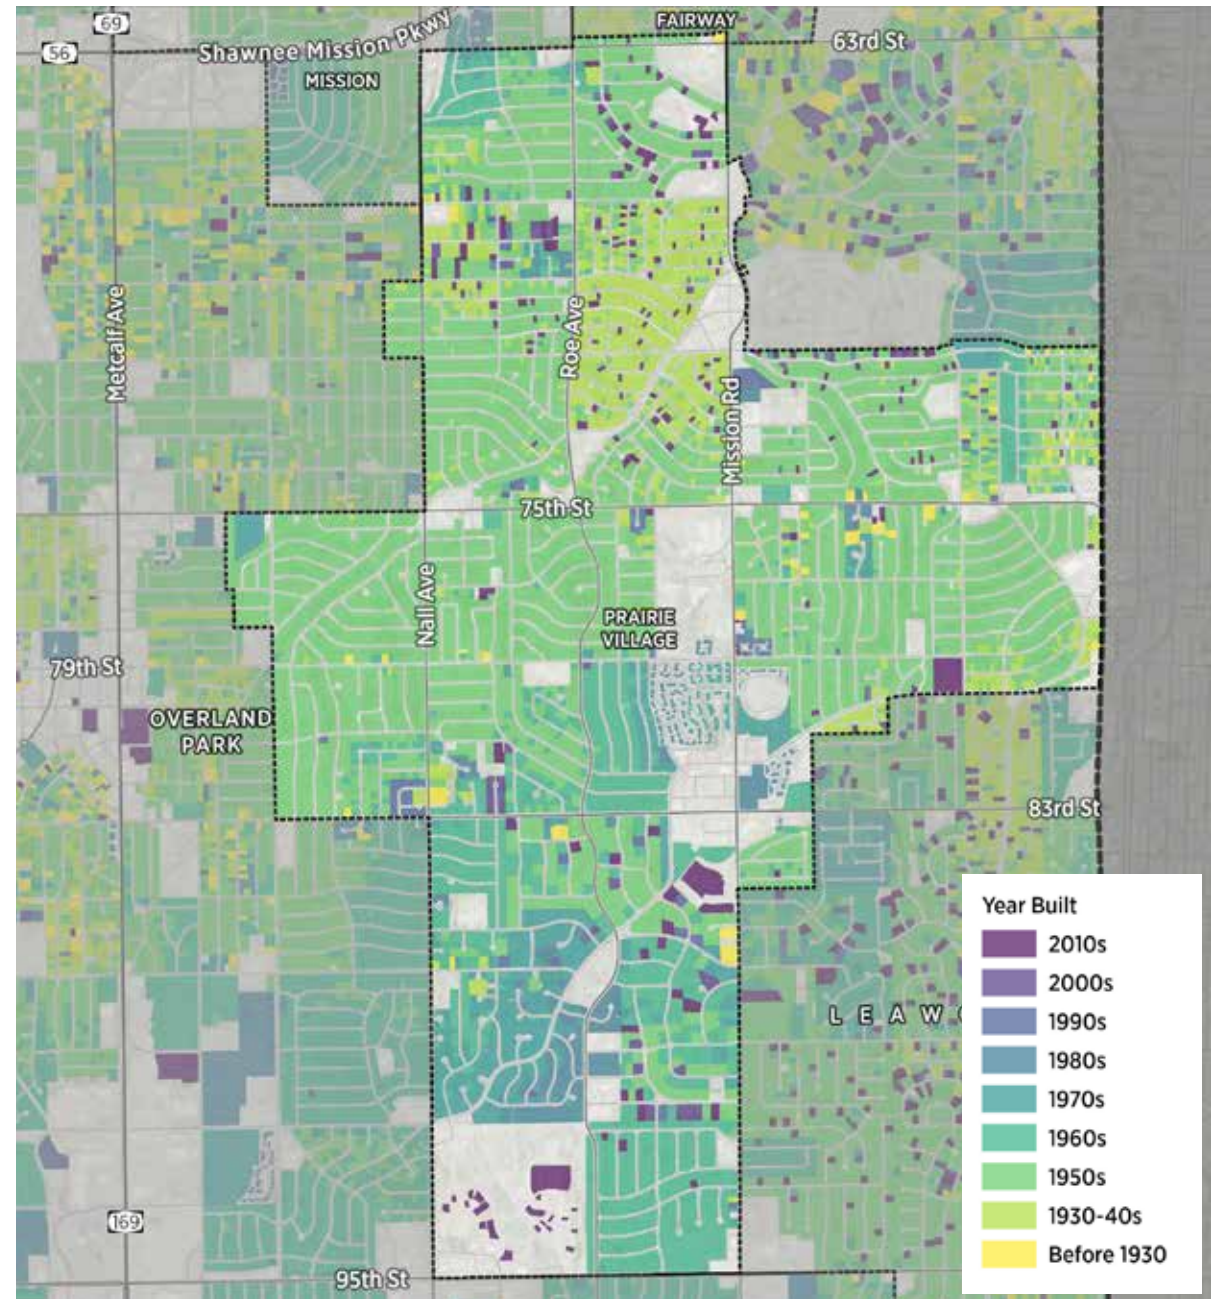 69
FAIRWAY
63rd St
56
Shawnee Mission Pkwy
MISSION
Metcalf Ave
Roe Ave
Mission Rd
75th St
Nall Ave
PRAIRIE
VILLAGE
79th St
OVERLAND
PARK
83rd St
LEAW
169
95th St
Year Built
2010s
2000s
1990s
1980s
1970s
1960s
1950s
1930-40s
Before 1930